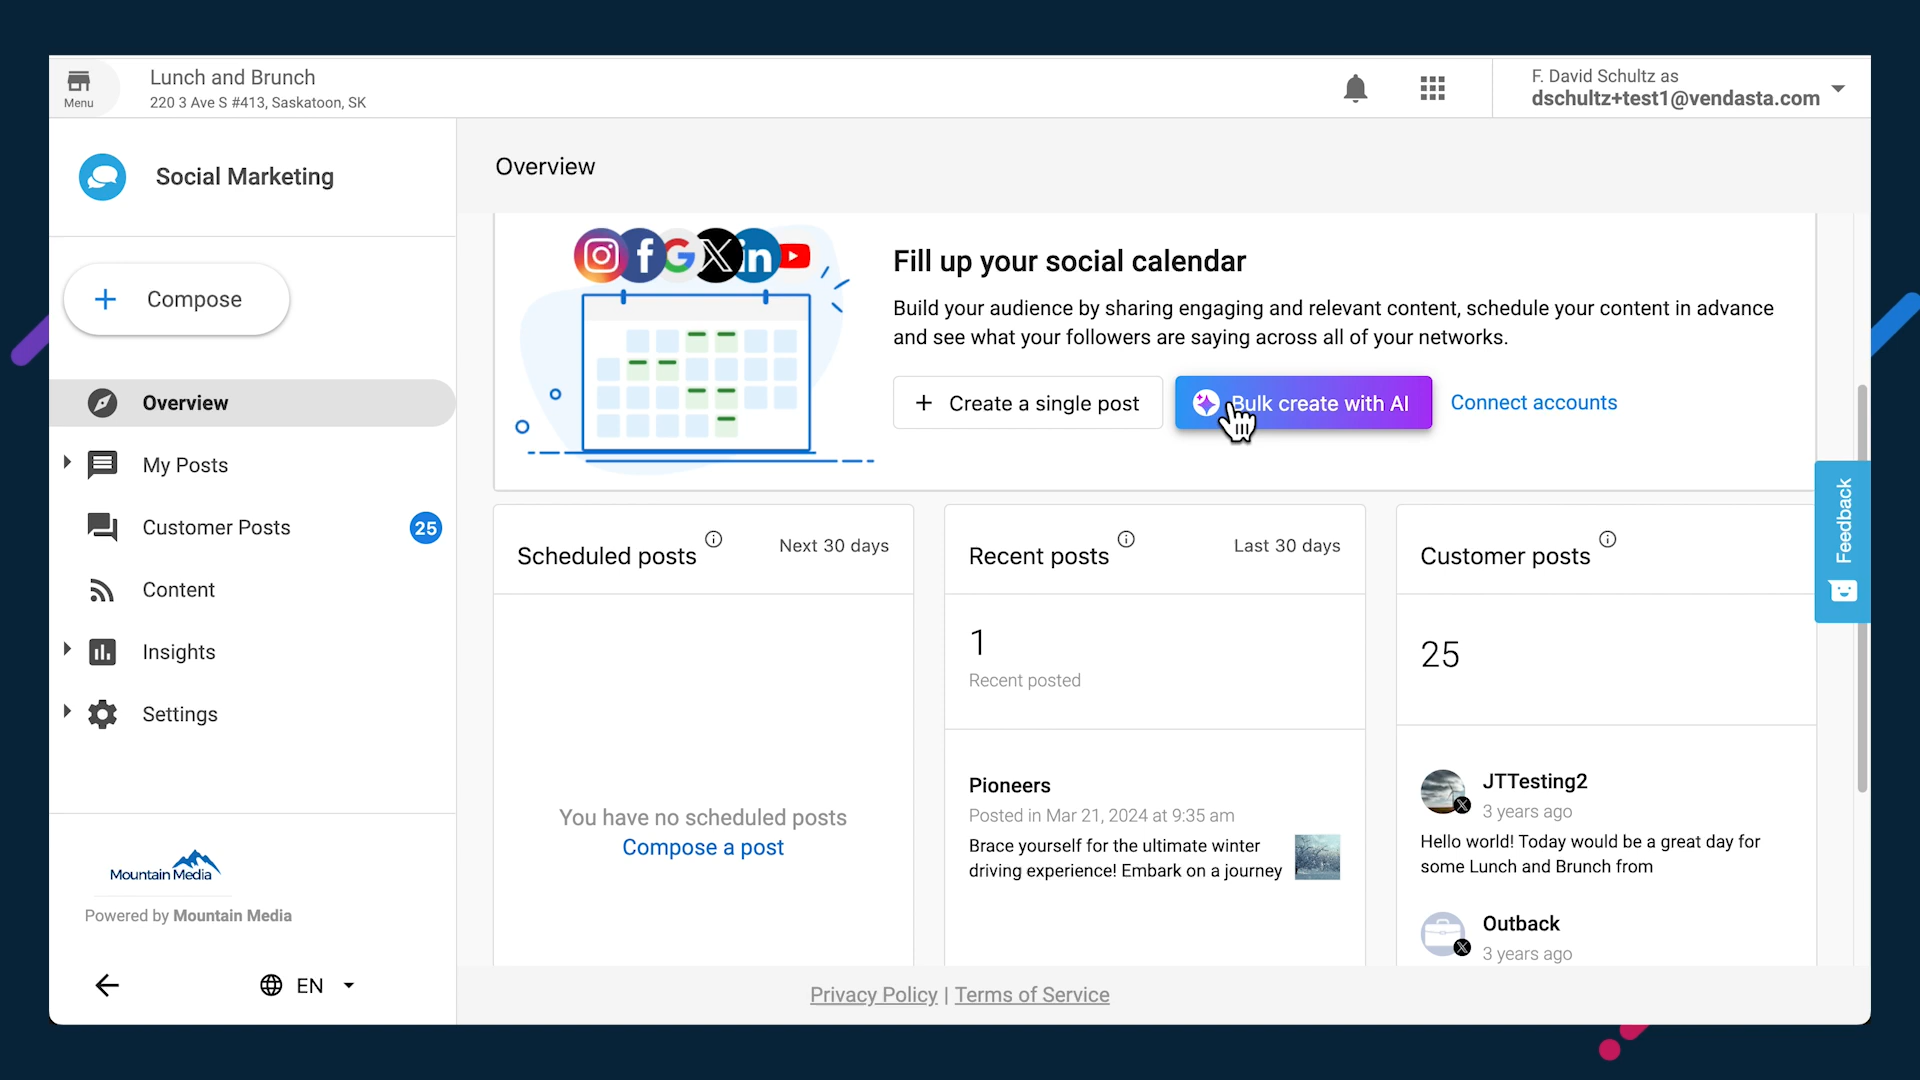 Menu
Lunch and Brunch
220 3 Ave S #413, Saskatoon, SK
F. David Schultz as
dschultz+test1@vendasta.com
Social Marketing
Compose
Overview
My Posts
Customer Posts
25
Content
Insights
Settings
Mountain Media
Powered by Mountain Media
EN
Overview
Fill up your social calendar
Build your audience by sharing engaging and relevant content, schedule your content in advance
and see what your followers are saying across all of your networks.
Create a single post
Bulk create with AI
Connect accounts
Feedback
Scheduled posts
Next 30 days
You have no scheduled posts
Compose a post
Recent posts
Last 30 days
1
Recent posted
Pioneers
Posted in Mar 21, 2024 at 9:35 am
Brace yourself for the ultimate winter
driving experience! Embark on a journey
Customer posts
25
JTTesting2
3 years ago
Hello world! Today would be a great day for
some Lunch and Brunch from
Outback
3 years ago
Privacy Policy | Terms of Service